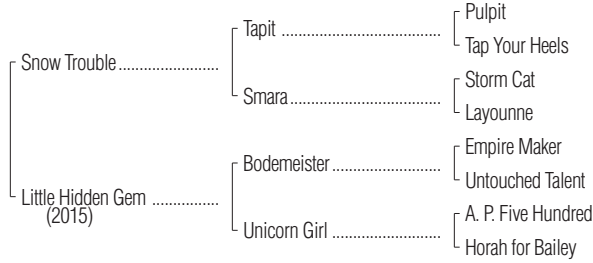 Pulpit
Tapit
Tap Your Heels
Snow Trouble
Storm Cat
Smara
Layounne
Empire Maker
Bodemeister
Untouched Talent
Little Hidden Gem
(2015)
A. P. Five Hundred
Unicorn Girl
Horah for Bailey